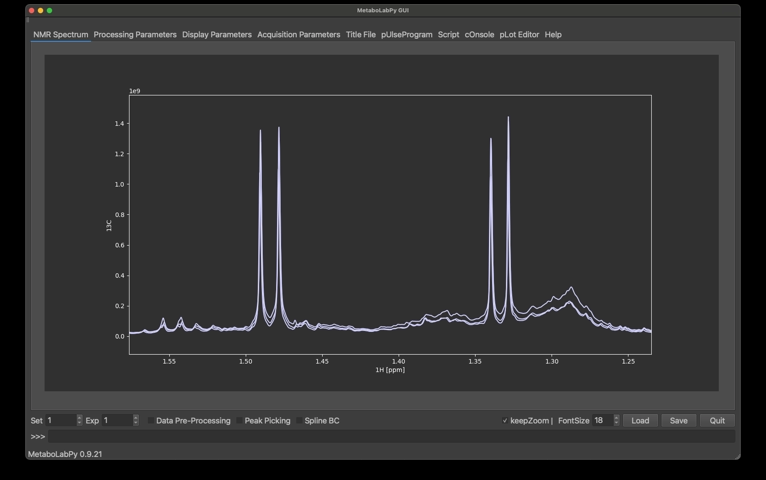 MetaboLabPy GUI
NMR Spectrum Processing Parameters Display Parameters Acquisition Parameters Title File pUlseProgram Script cOnsole pLot Editor Help
1e9
1.4
1.2
1.0
0.8
0.6
0.4
0.2
0.0
13C
1.55 1.50 1.45 1.40 1.35 1.30 1.25
1H [ppm]
Set 1 Exp 1 Data Pre-Processing Peak Picking Spline BC ✓ keepZoom | FontSize 18 Load Save Quit
>>>
MetaboLabPy 0.9.21